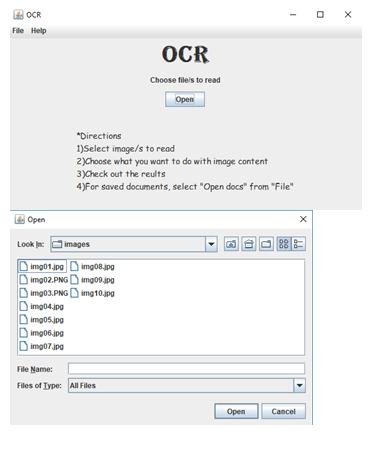 OCR
File Help
OCR
Choose file/s to read
Open
*Directions
1)Select image/s to read
2)Choose what you want to do with image content
3)Check out the reults
4)For saved documents, select "Open docs" from "File"
Open
Look In: images
img01.jpg img08.jpg
img02.PNG img09.jpg
img03.PNG img10.jpg
img04.jpg
img05.jpg
img06.jpg
img07.jpg
File Name:
Files of Type: All Files
Open Cancel